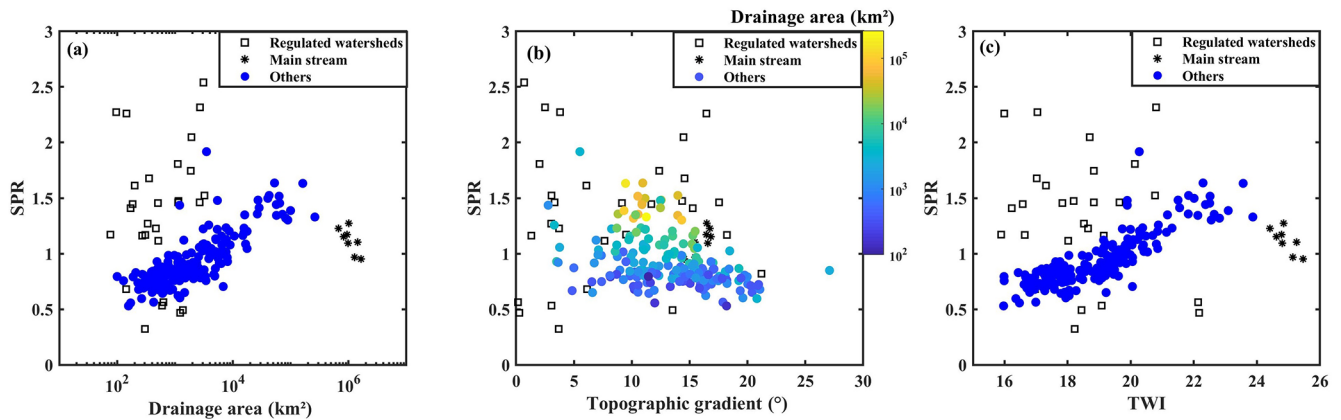 (a)
Regulated watersheds
Main stream
Others
SPR
3
2.5
2
1.5
1
0.5
0
10²
10³
10⁴
10⁵
10⁶
Drainage area (km²)
(b)
Regulated watersheds
Main stream
Others
SPR
3
2.5
2
1.5
1
0.5
0
0 5 10 15 20 25 30
Topographic gradient (°)
Drainage area (km²)
10⁵
10⁴
10³
10²
(c)
Regulated watersheds
Main stream
Others
SPR
3
2.5
2
1.5
1
0.5
0
16 18 20 22 24 26
TWI